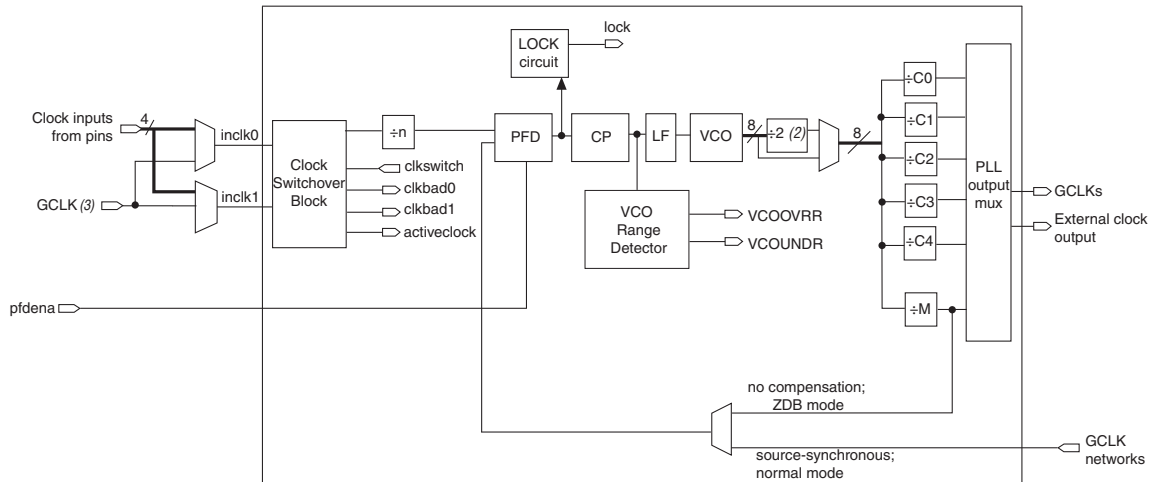 lock
LOCK
circuit
Clock inputs
from pins
4
inclk0
÷n
PFD
CP
LF
VCO
8
÷2 (2)
8
÷C0
÷C1
÷C2
÷C3
÷C4
÷M
PLL
output
mux
GCLKs
External clock
output
Clock
Switchover
Block
clkswitch
clkbad0
clkbad1
activeclock
GCLK (3)
inclk1
VCO
Range
Detector
VCOOVRR
VCOUNDR
pfdena
no compensation;
ZDB mode
source-synchronous;
normal mode
GCLK
networks